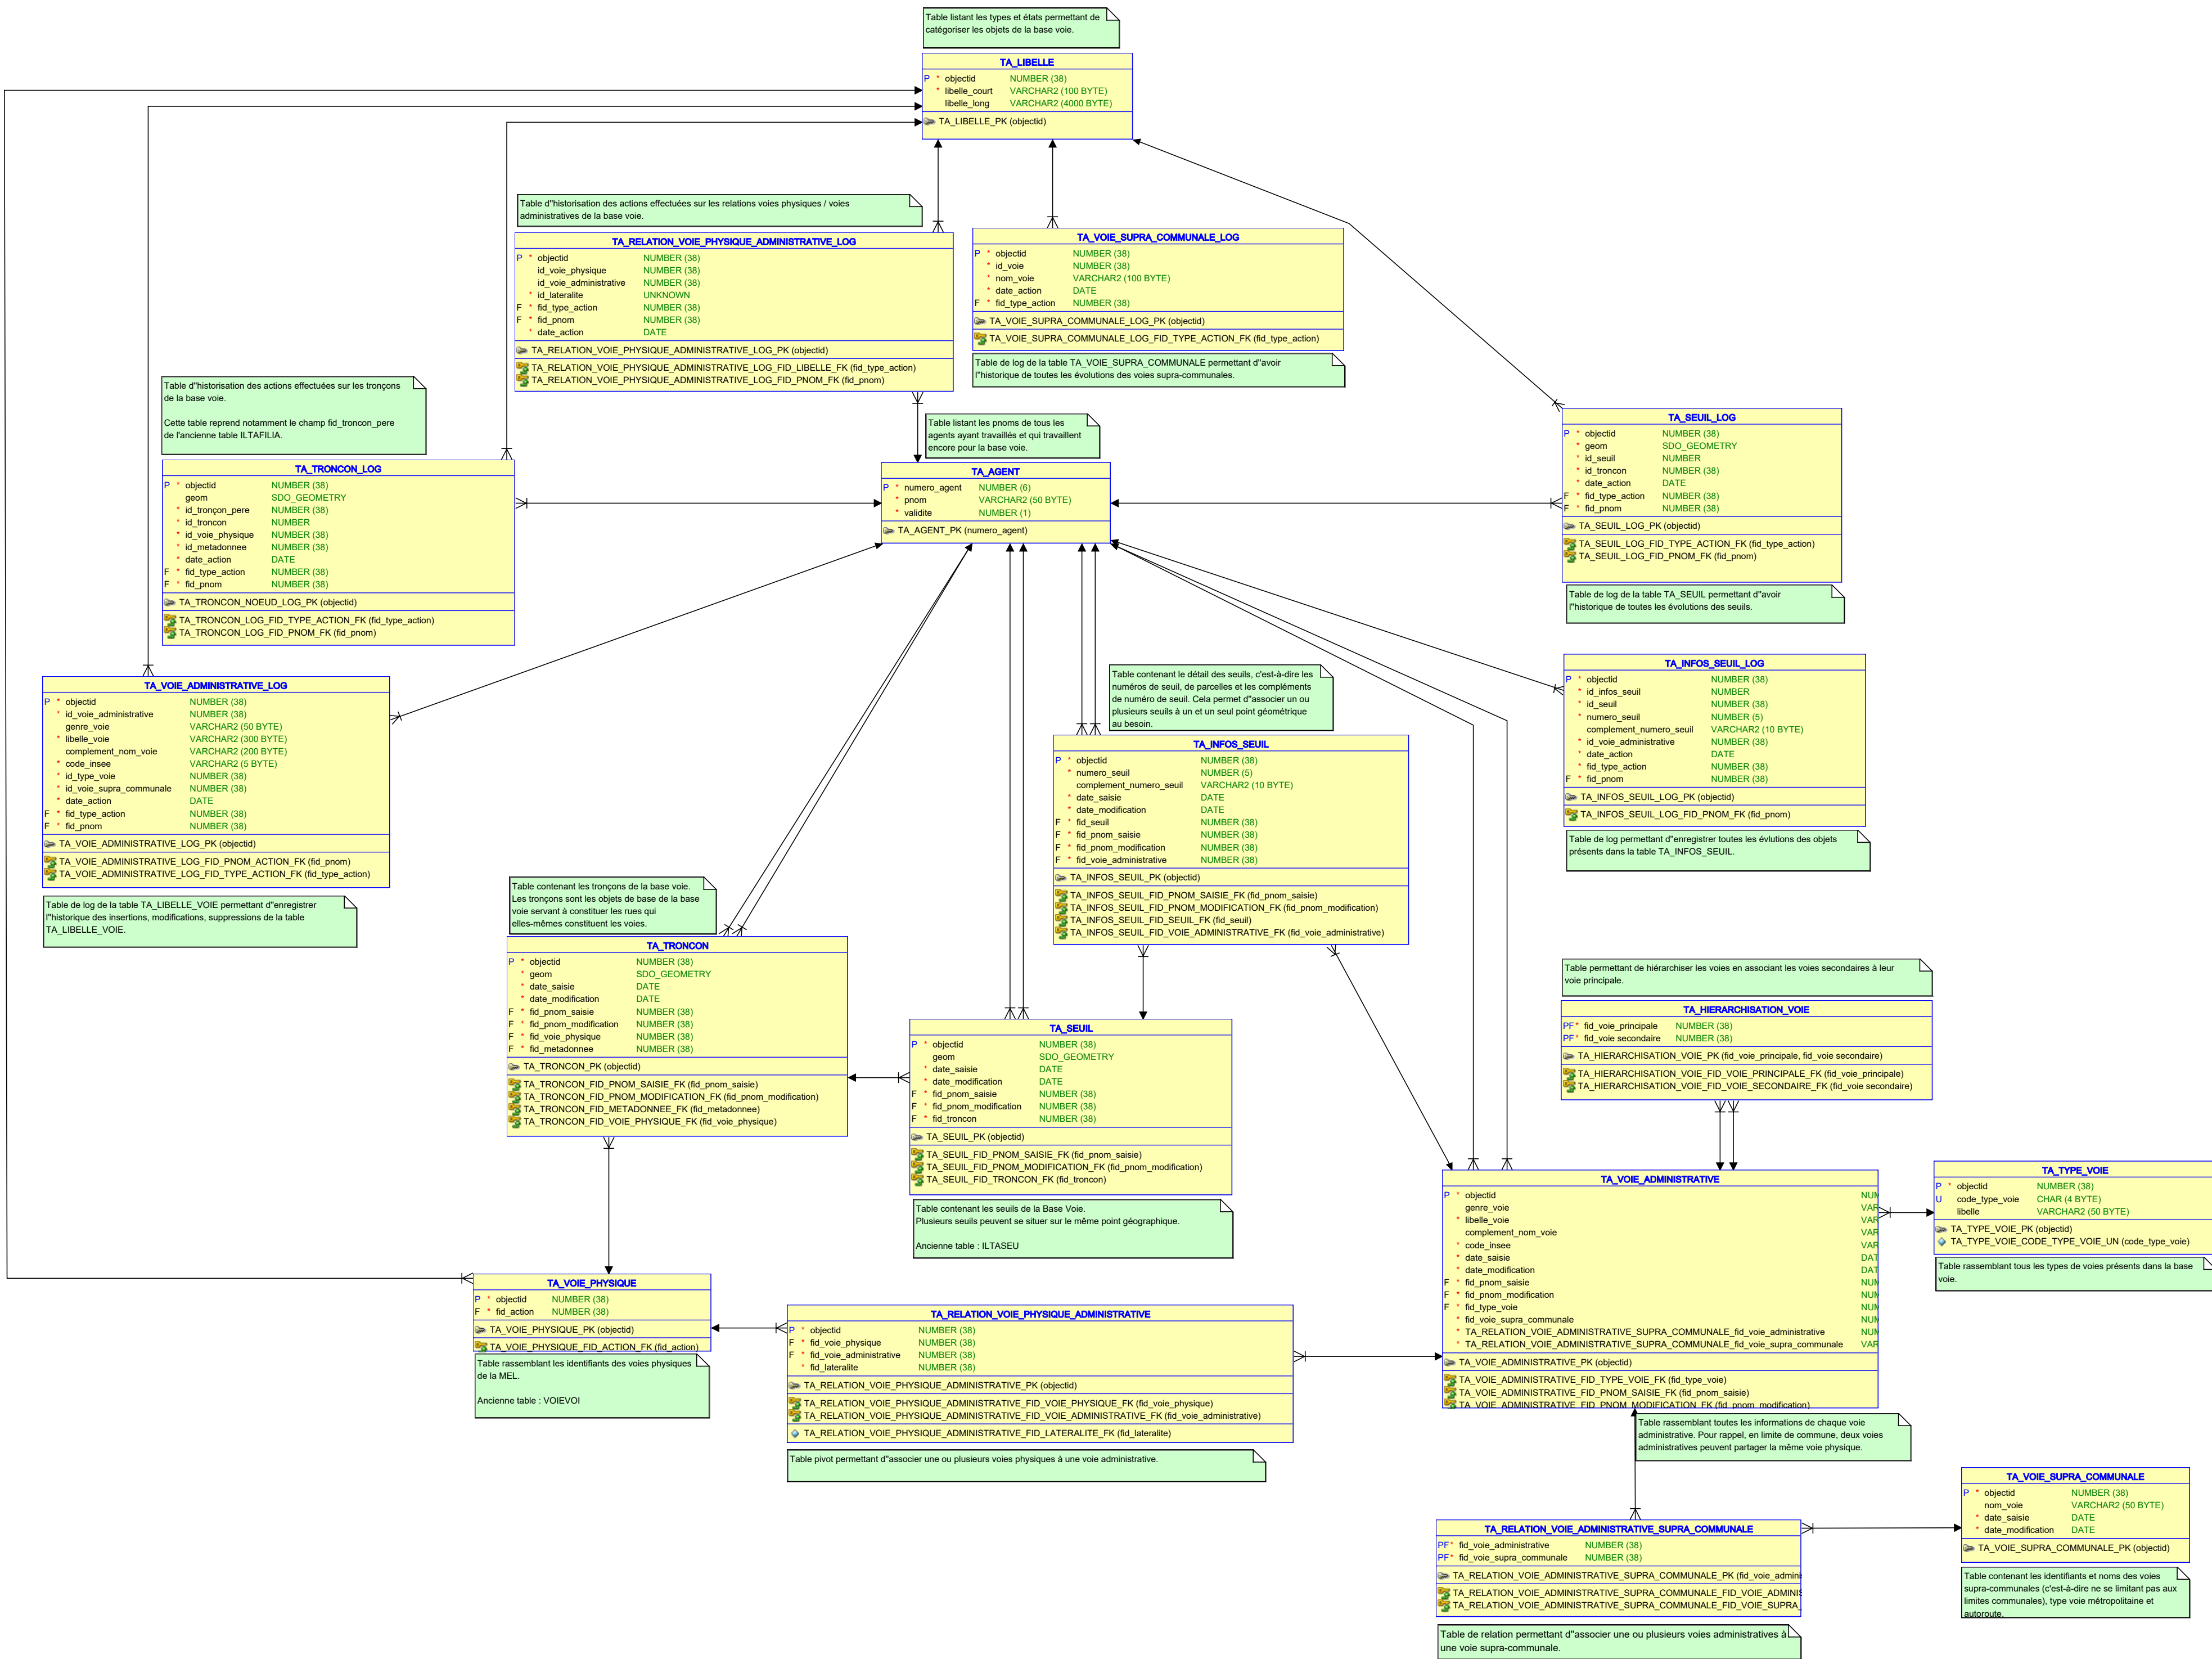 Table listant les types et états permettant de
catégoriser les objets de la base voie.
TA_LIBELLE
P * objectid NUMBER (38)
* libelle_court VARCHAR2 (100 BYTE)
libelle_long VARCHAR2 (4000 BYTE)
TA_LIBELLE_PK (objectid)
Table d''historisation des actions effectuées sur les relations voies physiques / voies
administratives de la base voie.
TA_RELATION_VOIE_PHYSIQUE_ADMINISTRATIVE_LOG
P * objectid NUMBER (38)
id_voie_physique NUMBER (38)
id_voie_administrative NUMBER (38)
* id_lateralite UNKNOWN
F * fid_type_action NUMBER (38)
F * fid_pnom NUMBER (38)
* date_action DATE
TA_RELATION_VOIE_PHYSIQUE_ADMINISTRATIVE_LOG_PK (objectid)
TA_RELATION_VOIE_PHYSIQUE_ADMINISTRATIVE_LOG_FID_LIBELLE_FK (fid_type_action)
TA_RELATION_VOIE_PHYSIQUE_ADMINISTRATIVE_LOG_FID_PNOM_FK (fid_pnom)
TA_VOIE_SUPRA_COMMUNALE_LOG
P * objectid NUMBER (38)
* id_voie NUMBER (38)
* nom_voie VARCHAR2 (100 BYTE)
* date_action DATE
F * fid_type_action NUMBER (38)
TA_VOIE_SUPRA_COMMUNALE_LOG_PK (objectid)
TA_VOIE_SUPRA_COMMUNALE_LOG_FID_TYPE_ACTION_FK (fid_type_action)
Table de log de la table TA_VOIE_SUPRA_COMMUNALE permettant d''avoir
l''historique de toutes les évolutions des voies supra-communales.
Table d''historisation des actions effectuées sur les tronçons
de la base voie.
Cette table reprend notamment le champ fid_troncon_pere
de l'ancienne table ILTAFILIA.
TA_TRONCON_LOG
P * objectid NUMBER (38)
geom SDO_GEOMETRY
* id_tronçon_pere NUMBER (38)
* id_troncon NUMBER
* id_voie_physique NUMBER (38)
* id_metadonnee NUMBER (38)
* date_action DATE
F * fid_type_action NUMBER (38)
F * fid_pnom NUMBER (38)
TA_TRONCON_NOEUD_LOG_PK (objectid)
TA_TRONCON_LOG_FID_TYPE_ACTION_FK (fid_type_action)
TA_TRONCON_LOG_FID_PNOM_FK (fid_pnom)
Table listant les pnoms de tous les
agents ayant travaillés et qui travaillent
encore pour la base voie.
TA_AGENT
P * numero_agent NUMBER (6)
* pnom VARCHAR2 (50 BYTE)
* validite NUMBER (1)
TA_AGENT_PK (numero_agent)
TA_SEUIL_LOG
P * objectid NUMBER (38)
* geom SDO_GEOMETRY
* id_seuil NUMBER
* id_troncon NUMBER (38)
* date_action DATE
F * fid_type_action NUMBER (38)
F * fid_pnom NUMBER (38)
TA_SEUIL_LOG_PK (objectid)
TA_SEUIL_LOG_FID_TYPE_ACTION_FK (fid_type_action)
TA_SEUIL_LOG_FID_PNOM_FK (fid_pnom)
Table de log de la table TA_SEUIL permettant d''avoir
l''historique de toutes les évolutions des seuils.
TA_VOIE_ADMINISTRATIVE_LOG
P * objectid NUMBER (38)
* id_voie_administrative NUMBER (38)
genre_voie VARCHAR2 (50 BYTE)
* libelle_voie VARCHAR2 (300 BYTE)
complement_nom_voie VARCHAR2 (200 BYTE)
* code_insee VARCHAR2 (5 BYTE)
* id_type_voie NUMBER (38)
* id_voie_supra_communale NUMBER (38)
* date_action DATE
F * fid_type_action NUMBER (38)
F * fid_pnom NUMBER (38)
TA_VOIE_ADMINISTRATIVE_LOG_PK (objectid)
TA_VOIE_ADMINISTRATIVE_LOG_FID_PNOM_ACTION_FK (fid_pnom)
TA_VOIE_ADMINISTRATIVE_LOG_FID_TYPE_ACTION_FK (fid_type_action)
Table de log de la table TA_LIBELLE_VOIE permettant d''enregistrer
l''historique des insertions, modifications, suppressions de la table
TA_LIBELLE_VOIE.
Table contenant le détail des seuils, c'est-à-dire les
numéros de seuil, de parcelles et les compléments
de numéro de seuil. Cela permet d''associer un ou
plusieurs seuils à un et un seul point géométrique
au besoin.
TA_INFOS_SEUIL
P * objectid NUMBER (38)
* numero_seuil NUMBER (5)
complement_numero_seuil VARCHAR2 (10 BYTE)
* date_saisie DATE
* date_modification DATE
F * fid_seuil NUMBER (38)
F * fid_pnom_saisie NUMBER (38)
F * fid_pnom_modification NUMBER (38)
F * fid_voie_administrative NUMBER (38)
TA_INFOS_SEUIL_PK (objectid)
TA_INFOS_SEUIL_FID_PNOM_SAISIE_FK (fid_pnom_saisie)
TA_INFOS_SEUIL_FID_PNOM_MODIFICATION_FK (fid_pnom_modification)
TA_INFOS_SEUIL_FID_SEUIL_FK (fid_seuil)
TA_INFOS_SEUIL_FID_VOIE_ADMINISTRATIVE_FK (fid_voie_administrative)
TA_INFOS_SEUIL_LOG
P * objectid NUMBER (38)
* id_infos_seuil NUMBER
* id_seuil NUMBER (38)
* numero_seuil NUMBER (5)
complement_numero_seuil VARCHAR2 (10 BYTE)
* id_voie_administrative NUMBER (38)
* date_action DATE
* fid_type_action NUMBER (38)
F * fid_pnom NUMBER (38)
TA_INFOS_SEUIL_LOG_PK (objectid)
TA_INFOS_SEUIL_LOG_FID_PNOM_FK (fid_pnom)
Table de log permettant d''enregistrer toutes les évlutions des objets
présents dans la table TA_INFOS_SEUIL.
Table contenant les tronçons de la base voie.
Les tronçons sont les objets de base de la base
voie servant à constituer les rues qui
elles-mêmes constituent les voies.
TA_TRONCON
P * objectid NUMBER (38)
* geom SDO_GEOMETRY
* date_saisie DATE
* date_modification DATE
F * fid_pnom_saisie NUMBER (38)
F * fid_pnom_modification NUMBER (38)
F * fid_voie_physique NUMBER (38)
F * fid_metadonnee NUMBER (38)
TA_TRONCON_PK (objectid)
TA_TRONCON_FID_PNOM_SAISIE_FK (fid_pnom_saisie)
TA_TRONCON_FID_PNOM_MODIFICATION_FK (fid_pnom_modification)
TA_TRONCON_FID_METADONNEE_FK (fid_metadonnee)
TA_TRONCON_FID_VOIE_PHYSIQUE_FK (fid_voie_physique)
TA_SEUIL
P * objectid NUMBER (38)
geom SDO_GEOMETRY
* date_saisie DATE
* date_modification DATE
F * fid_pnom_saisie NUMBER (38)
F * fid_pnom_modification NUMBER (38)
F * fid_troncon NUMBER (38)
TA_SEUIL_PK (objectid)
TA_SEUIL_FID_PNOM_SAISIE_FK (fid_pnom_saisie)
TA_SEUIL_FID_PNOM_MODIFICATION_FK (fid_pnom_modification)
TA_SEUIL_FID_TRONCON_FK (fid_troncon)
Table contenant les seuils de la Base Voie.
Plusieurs seuils peuvent se situer sur le même point géographique.
Ancienne table : ILTASEU
Table permettant de hiérarchiser les voies en associant les voies secondaires à leur
voie principale.
TA_HIERARCHISATION_VOIE
PF* fid_voie_principale NUMBER (38)
PF* fid_voie secondaire NUMBER (38)
TA_HIERARCHISATION_VOIE_PK (fid_voie_principale, fid_voie secondaire)
TA_HIERARCHISATION_VOIE_FID_VOIE_PRINCIPALE_FK (fid_voie_principale)
TA_HIERARCHISATION_VOIE_FID_VOIE_SECONDAIRE_FK (fid_voie secondaire)
TA_VOIE_ADMINISTRATIVE
P * objectid NUM
genre_voie VAR
* libelle_voie VAR
complement_nom_voie VAR
* code_insee VAR
* date_saisie DAT
* date_modification DAT
F * fid_pnom_saisie NUM
F * fid_pnom_modification NUM
F * fid_type_voie NUM
* fid_voie_supra_communale NUM
* TA_RELATION_VOIE_ADMINISTRATIVE_SUPRA_COMMUNALE_fid_voie_administrative NUM
* TA_RELATION_VOIE_ADMINISTRATIVE_SUPRA_COMMUNALE_fid_voie_supra_communale VAR
TA_VOIE_ADMINISTRATIVE_PK (objectid)
TA_VOIE_ADMINISTRATIVE_FID_TYPE_VOIE_FK (fid_type_voie)
TA_VOIE_ADMINISTRATIVE_FID_PNOM_SAISIE_FK (fid_pnom_saisie)
TA_VOIE_ADMINISTRATIVE_FID_PNOM_MODIFICATION_FK (fid_pnom_modification)
Table rassemblant toutes les informations de chaque voie
administrative. Pour rappel, en limite de commune, deux voies
administratives peuvent partager la même voie physique.
TA_TYPE_VOIE
P * objectid NUMBER (38)
U code_type_voie CHAR (4 BYTE)
libelle VARCHAR2 (50 BYTE)
TA_TYPE_VOIE_PK (objectid)
TA_TYPE_VOIE_CODE_TYPE_VOIE_UN (code_type_voie)
Table rassemblant tous les types de voies présents dans la base
voie.
TA_VOIE_PHYSIQUE
P * objectid NUMBER (38)
F * fid_action NUMBER (38)
TA_VOIE_PHYSIQUE_PK (objectid)
TA_VOIE_PHYSIQUE_FID_ACTION_FK (fid_action)
Table rassemblant les identifiants des voies physiques
de la MEL.
Ancienne table : VOIEVOI
TA_RELATION_VOIE_PHYSIQUE_ADMINISTRATIVE
P * objectid NUMBER (38)
F * fid_voie_physique NUMBER (38)
F * fid_voie_administrative NUMBER (38)
* fid_lateralite NUMBER (38)
TA_RELATION_VOIE_PHYSIQUE_ADMINISTRATIVE_PK (objectid)
TA_RELATION_VOIE_PHYSIQUE_ADMINISTRATIVE_FID_VOIE_PHYSIQUE_FK (fid_voie_physique)
TA_RELATION_VOIE_PHYSIQUE_ADMINISTRATIVE_FID_VOIE_ADMINISTRATIVE_FK (fid_voie_administrative)
TA_RELATION_VOIE_PHYSIQUE_ADMINISTRATIVE_FID_LATERALITE_FK (fid_lateralite)
Table pivot permettant d''associer une ou plusieurs voies physiques à une voie administrative.
TA_RELATION_VOIE_ADMINISTRATIVE_SUPRA_COMMUNALE
PF* fid_voie_administrative NUMBER (38)
PF* fid_voie_supra_communale NUMBER (38)
TA_RELATION_VOIE_ADMINISTRATIVE_SUPRA_COMMUNALE_PK (fid_voie_admini
TA_RELATION_VOIE_ADMINISTRATIVE_SUPRA_COMMUNALE_FID_VOIE_ADMINIS
TA_RELATION_VOIE_ADMINISTRATIVE_SUPRA_COMMUNALE_FID_VOIE_SUPRA_
Table de relation permettant d''associer une ou plusieurs voies administratives à
une voie supra-communale.
TA_VOIE_SUPRA_COMMUNALE
P * objectid NUMBER (38)
nom_voie VARCHAR2 (50 BYTE)
* date_saisie DATE
* date_modification DATE
TA_VOIE_SUPRA_COMMUNALE_PK (objectid)
Table contenant les identifiants et noms des voies
supra-communales (c'est-à-dire ne se limitant pas aux
limites communales), type voie métropolitaine et
autoroute.